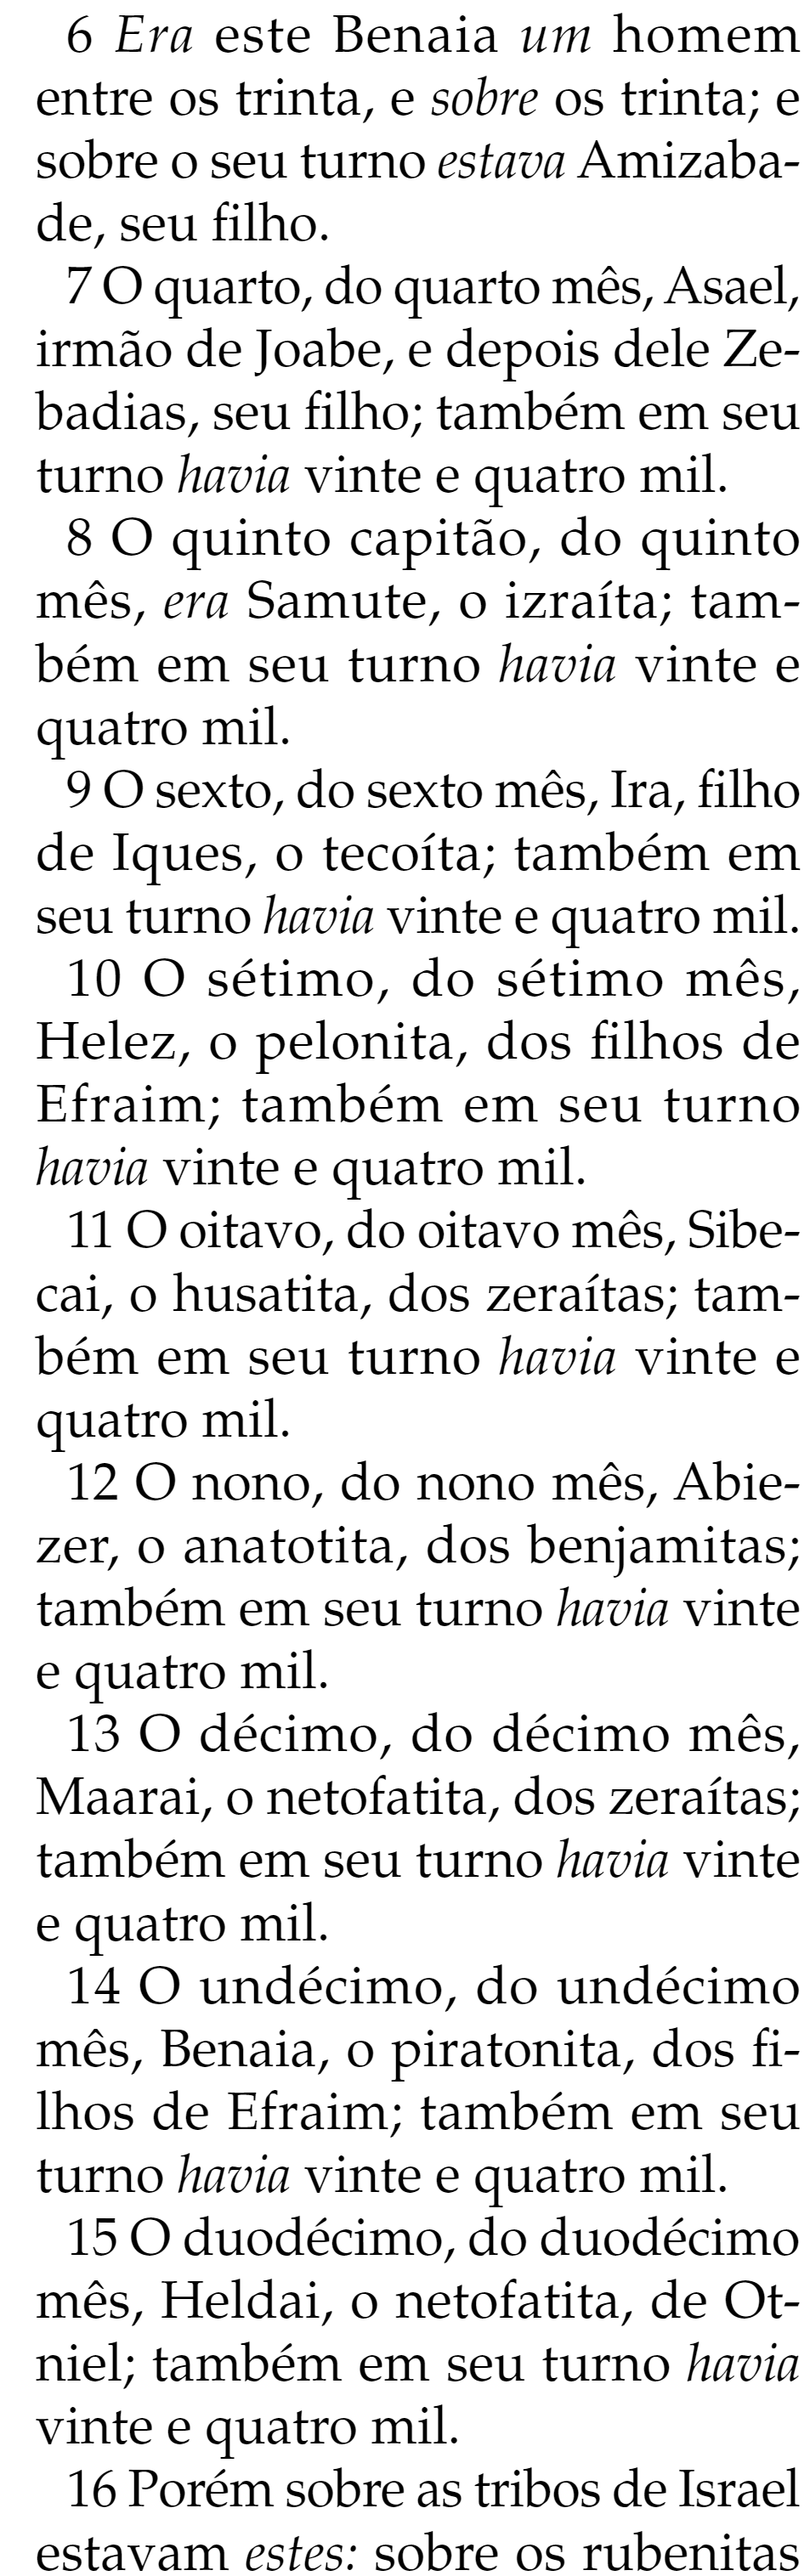 6 Era este Benaia um homem
entre os trinta, e sobre os trinta; e
sobre o seu turno estava Amizaba-
de, seu filho.
7 O quarto, do quarto mês, Asael,
irmão de Joabe, e depois dele Ze-
badias, seu filho; também em seu
turno havia vinte e quatro mil.
8 O quinto capitão, do quinto
mês, era Samute, o izraíta; tam-
bém em seu turno havia vinte e
quatro mil.
9 O sexto, do sexto mês, Ira, filho
de Iques, o tecoíta; também em
seu turno havia vinte e quatro mil.
10 O sétimo, do sétimo mês,
Helez, o pelonita, dos filhos de
Efraim; também em seu turno
havia vinte e quatro mil.
11 O oitavo, do oitavo mês, Sibe-
cai, o husatita, dos zeraítas; tam-
bém em seu turno havia vinte e
quatro mil.
12 O nono, do nono mês, Abie-
zer, o anatotita, dos benjamitas;
também em seu turno havia vinte
e quatro mil.
13 O décimo, do décimo mês,
Maarai, o netofatita, dos zeraítas;
também em seu turno havia vinte
e quatro mil.
14 O undécimo, do undécimo
mês, Benaia, o piratonita, dos fi-
lhos de Efraim; também em seu
turno havia vinte e quatro mil.
15 O duodécimo, do duodécimo
mês, Heldai, o netofatita, de Ot-
niel; também em seu turno havia
vinte e quatro mil.
16 Porém sobre as tribos de Israel
estavam estes: sobre os rubenitas